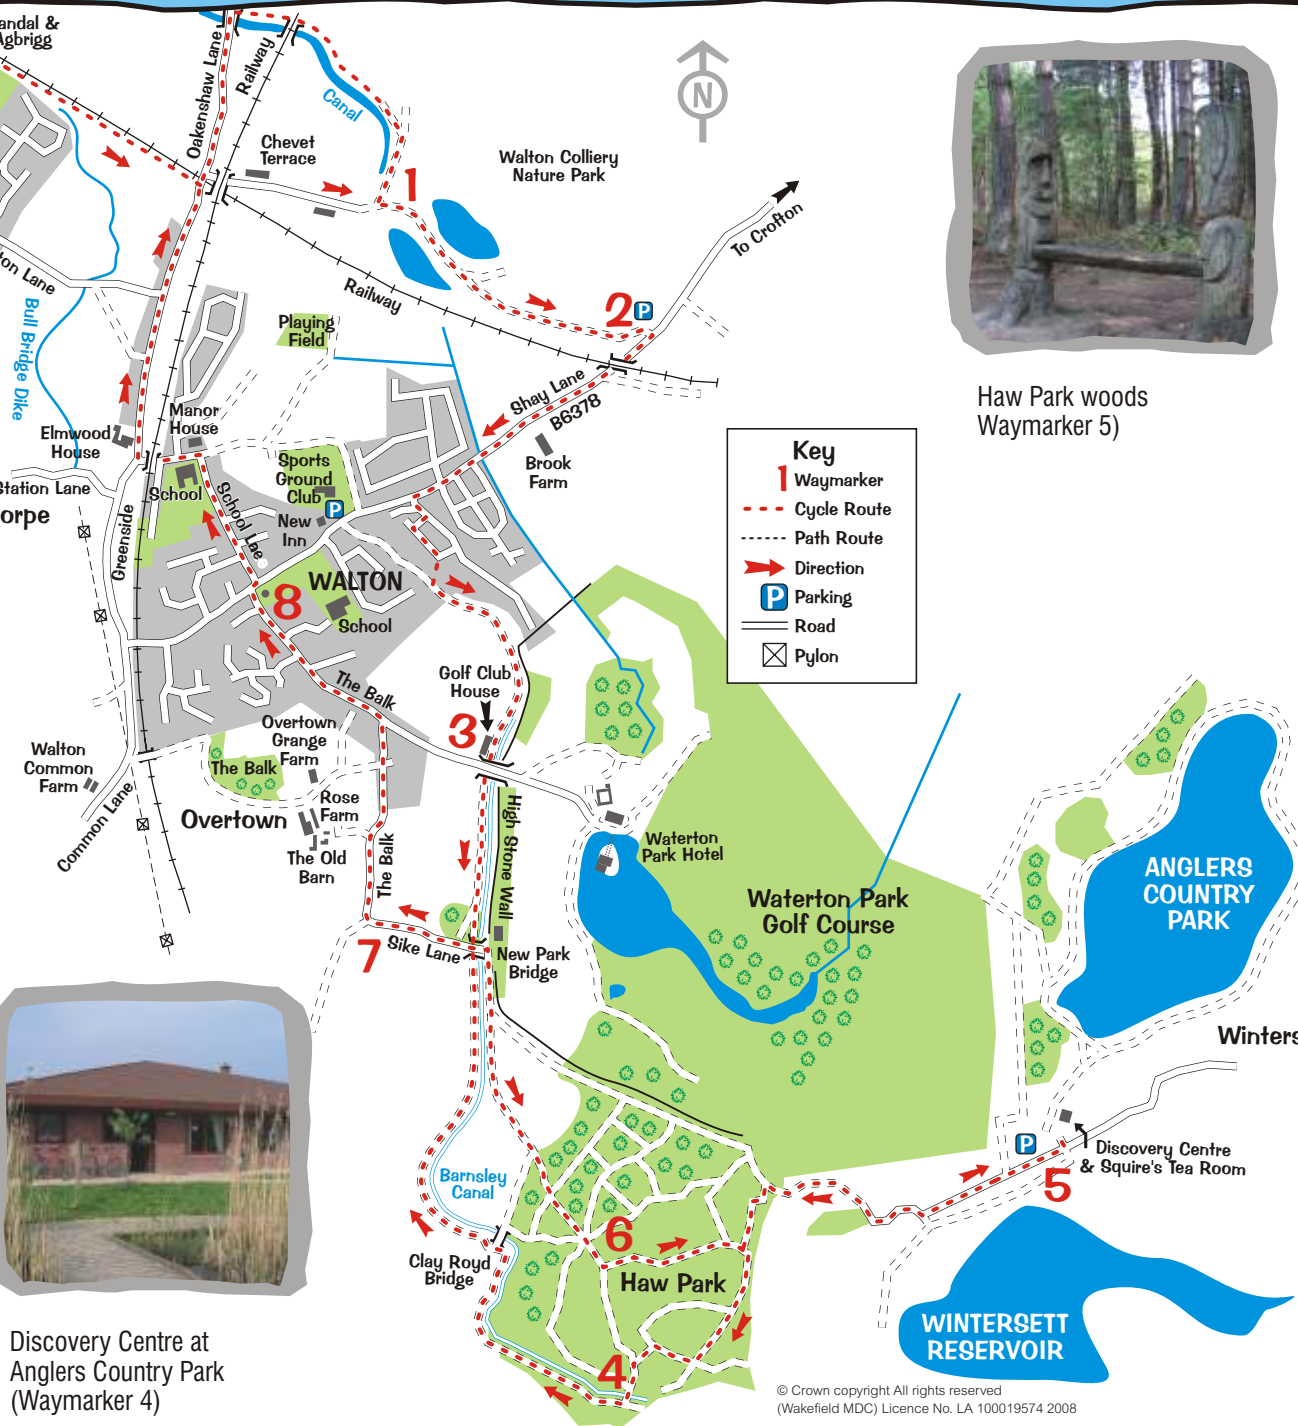 andal &
Agbrigg
Oakenshaw Lane
Railway
Canal
Chevet
Terrace
Walton Colliery
Nature Park
N
1
To Crofton
ton Lane
Bull Bridge Dike
Railway
2
P
Playing
Field
Shay Lane
B6378
Manor
House
Elmwood
House
Brook
Farm
Sports
Ground
Club
P
School
School Lae
New
Inn
Station Lane
orpe
Greenside
WALTON
8
School
The Balk
Golf Club
House
3
Overtown
Grange
Farm
Walton
Common
Farm
The Balk
Rose
Farm
Overtown
The Old
Barn
Common Lane
The Balk
High Stone Wall
Waterton
Park Hotel
Waterton Park
Golf Course
ANGLERS
COUNTRY
PARK
7
Sike Lane
New Park
Bridge
Winters
P
Discovery Centre
& Squire's Tea Room
5
Barnsley
Canal
6
Clay Royd
Bridge
Haw Park
WINTERSETT
RESERVOIR
4
Haw Park woods
Waymarker 5)
Key
1 Waymarker
Cycle Route
Path Route
Direction
P Parking
Road
Pylon
Discovery Centre at
Anglers Country Park
(Waymarker 4)
© Crown copyright All rights reserved
(Wakefield MDC) Licence No. LA 100019574 2008